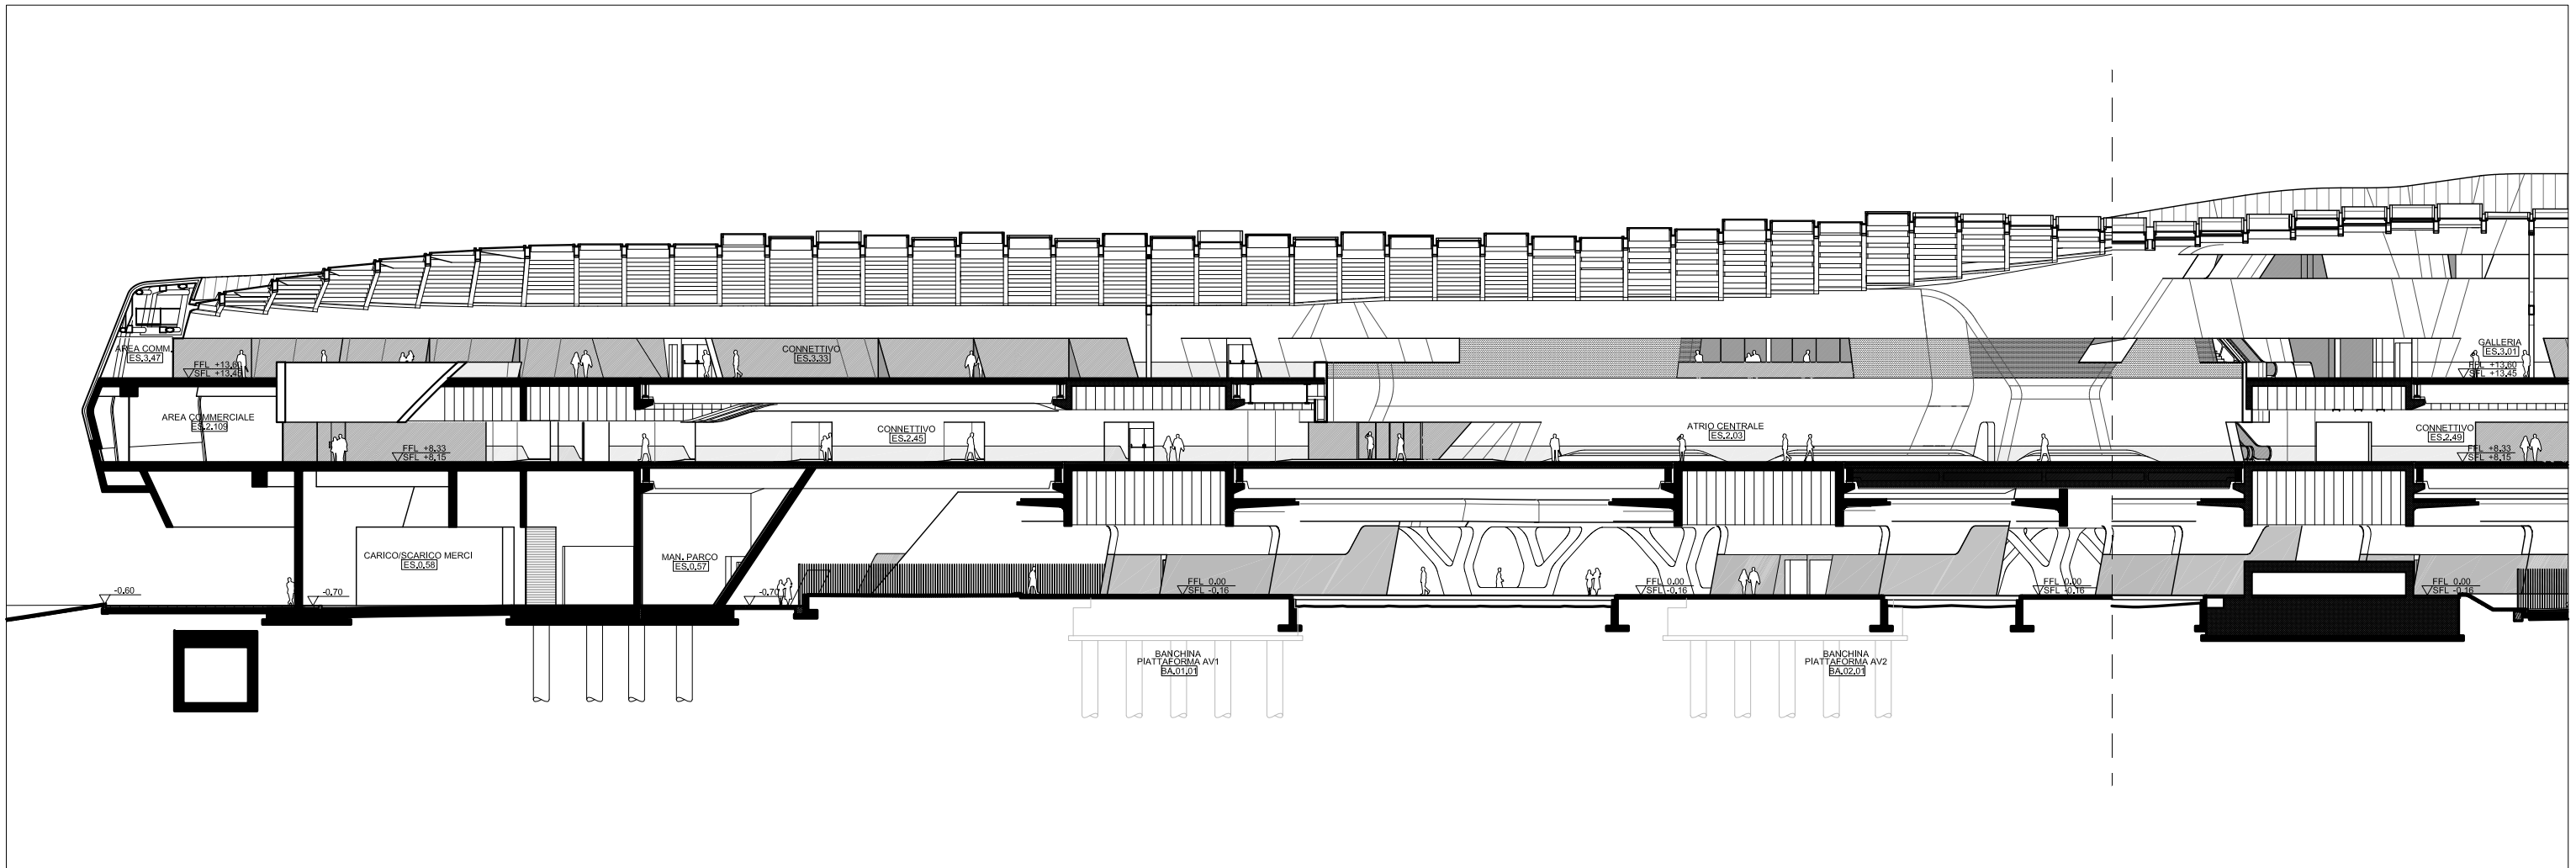 AREA COMM.
ES.3.47
FFL +13.60
SFL +13.45
CONNETTIVO
ES.3.33
GALLERIA
ES.3.01
FFL +13.60
SFL +13.45
AREA COMMERCIALE
ES.2.109
FFL +8.33
SFL +8.15
CONNETTIVO
ES.2.45
ATRIO CENTRALE
ES.2.03
CONNETTIVO
ES.2.49
FFL +8.33
SFL +8.15
CARICO/SCARICO MERCI
ES.0.58
MAN. PARCO
ES.0.57
-0.60
-0.70
-0.70
FFL 0.00
SFL -0.16
FFL 0.00
SFL -0.16
FFL 0.00
SFL -0.16
FFL 0.00
SFL -0.16
BANCHINA
PIATTAFORMA AV1
BA.01.01
BANCHINA
PIATTAFORMA AV2
BA.02.01